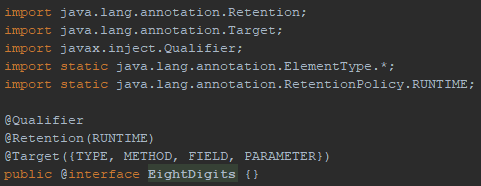 import java.lang.annotation.Retention;
import java.lang.annotation.Target;
import javax.inject.Qualifier;
import static java.lang.annotation.ElementType.*;
import static java.lang.annotation.RetentionPolicy.RUNTIME;
@Qualifier
@Retention(RUNTIME)
@Target({TYPE, METHOD, FIELD, PARAMETER})
public @interface EightDigits {}